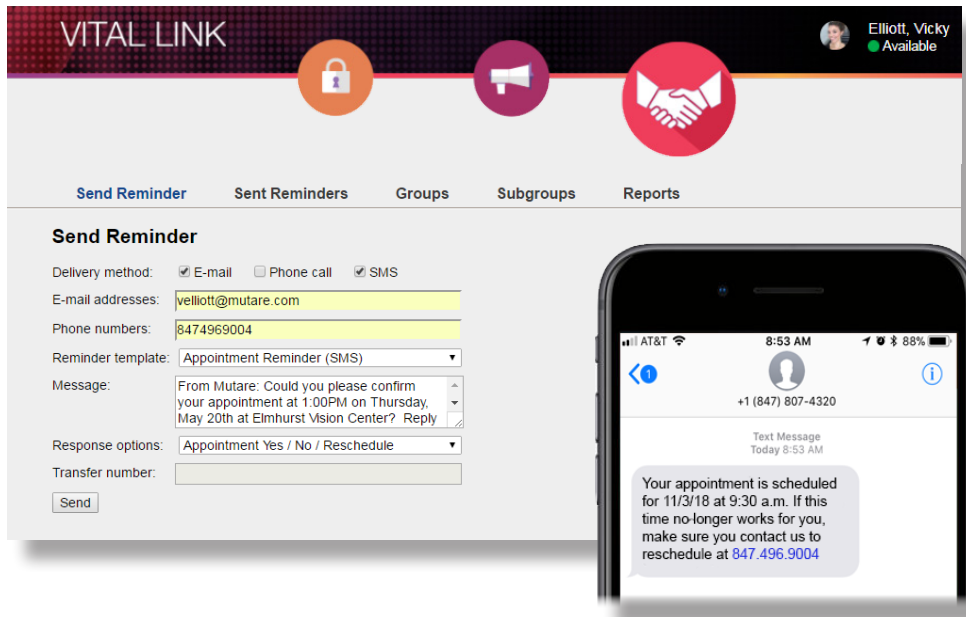 VITAL LINK
Elliott, Vicky
Available
Send Reminder Sent Reminders Groups Subgroups Reports
Send Reminder
Delivery method: E-mail Phone call SMS
E-mail addresses: velliott@mutare.com
Phone numbers: 8474969004
Reminder template: Appointment Reminder (SMS)
Message: From Mutare: Could you please confirm
your appointment at 1:00PM on Thursday,
May 20th at Elmhurst Vision Center? Reply
Response options: Appointment Yes / No / Reschedule
Transfer number:
Send
AT&T 8:53 AM 88%
1
+1 (847) 807-4320
Text Message
Today 8:53 AM
Your appointment is scheduled
for 11/3/18 at 9:30 a.m. If this
time no-longer works for you,
make sure you contact us to
reschedule at 847.496.9004